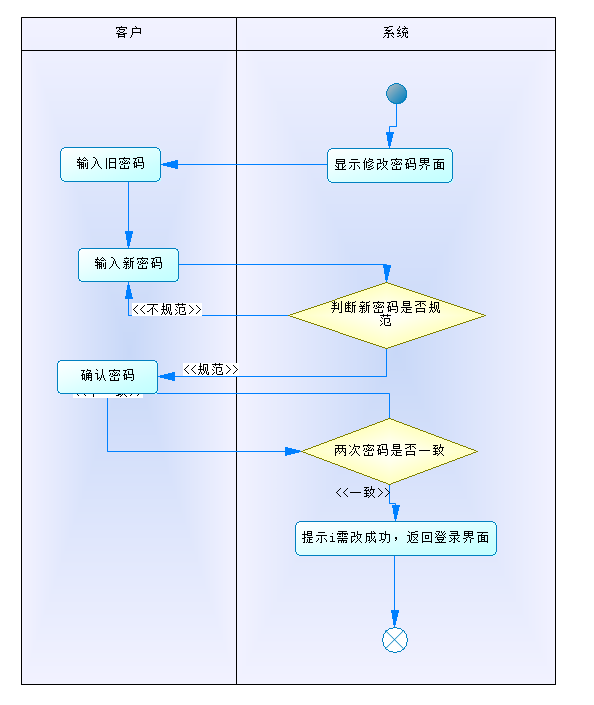 客户
系统
显示修改密码界面
输入旧密码
输入新密码
<<不规范>>
判断新密码是否规
范
<<规范>>
确认密码
两次密码是否一致
<<一致>>
提示i需改成功，返回登录界面